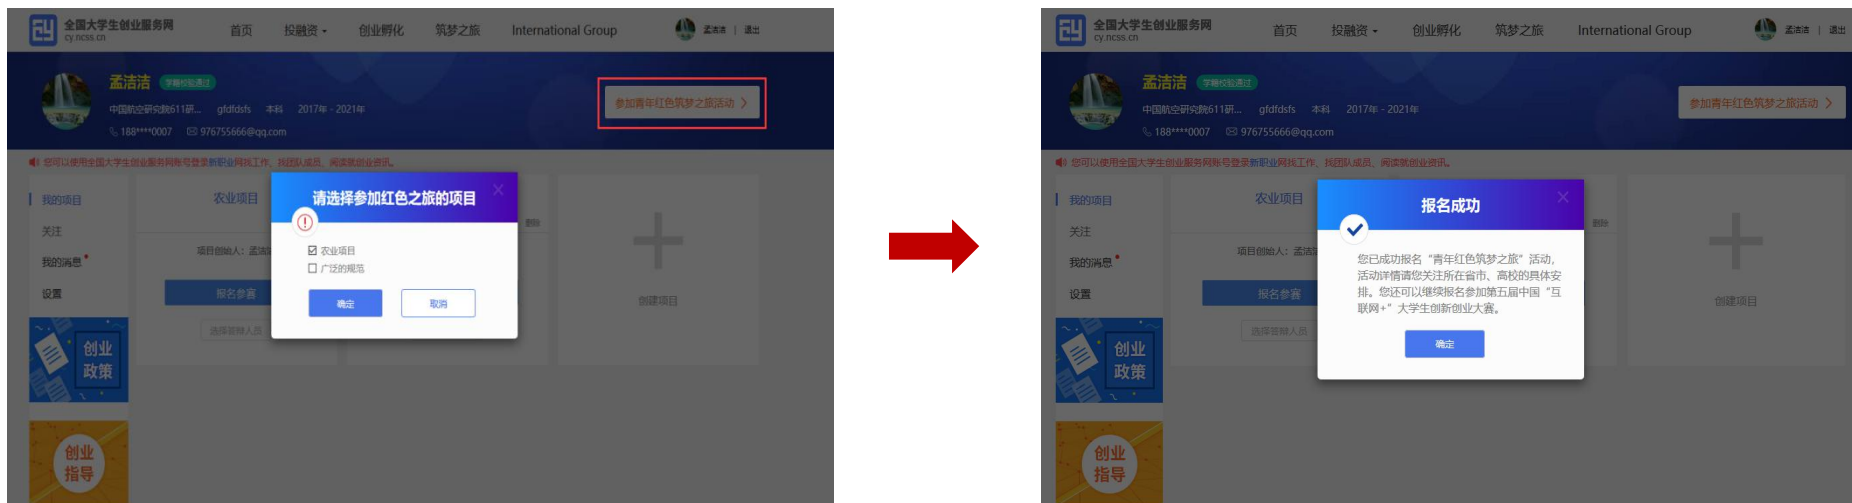 全国大学生创业服务网
cy.ncss.cn
首页
投融资
创业孵化
筑梦之旅
International Group
孟洁洁 | 退出
孟洁洁
学籍校验通过
中国航空研究院611研... gfdfdsfs 本科 2017年 - 2021年
188****0007 976755666@qq.com
参加青年红色筑梦之旅活动 >
您可以使用全国大学生创业服务网账号登录新职业网找工作、找团队成员、阅读就创业资讯。
我的项目
关注
我的消息
设置
农业项目
删除
项目创始人：孟洁
报名参赛
选择答辩人员
创建项目
请选择参加红色之旅的项目
农业项目
广泛的规范
确定
取消
创业
政策
创业
指导
全国大学生创业服务网
cy.ncss.cn
首页
投融资
创业孵化
筑梦之旅
International Group
孟洁洁 | 退出
孟洁洁
学籍校验通过
中国航空研究院611研... gfdfdsfs 本科 2017年 - 2021年
188****0007 976755666@qq.com
参加青年红色筑梦之旅活动 >
您可以使用全国大学生创业服务网账号登录新职业网找工作、找团队成员、阅读就创业资讯。
我的项目
关注
我的消息
设置
农业项目
删除
项目创始人：孟洁
报名参赛
选择答辩人员
创建项目
报名成功
您已成功报名“青年红色筑梦之旅”活动，
活动详情请您关注所在省市、高校的具体安
排。您还可以继续报名参加第五届中国“互
联网+”大学生创新创业大赛。
确定
创业
政策
创业
指导